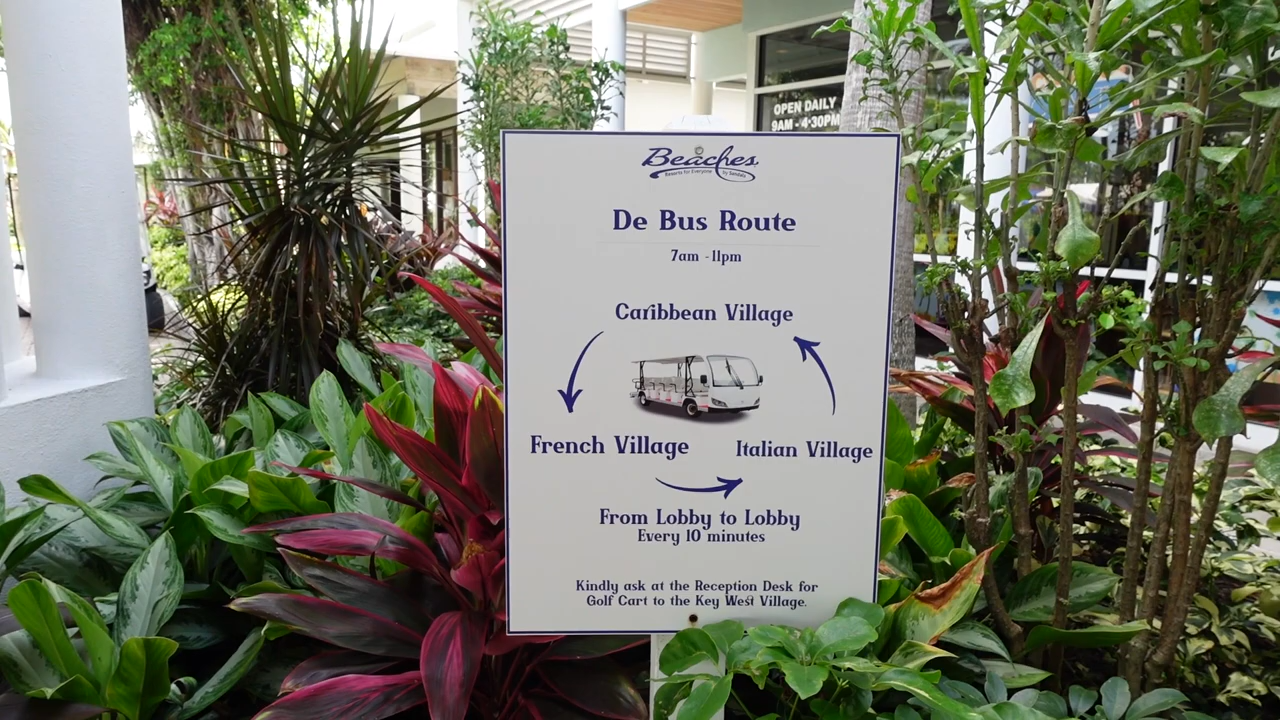 OPEN DAILY
9AM - 4:30PM
Beaches
Resorts for Everyone by Sandals
De Bus Route
7am -11pm
Caribbean Village
French Village
Italian Village
From Lobby to Lobby
Every 10 minutes
Kindly ask at the Reception Desk for
Golf Cart to the Key West Village.